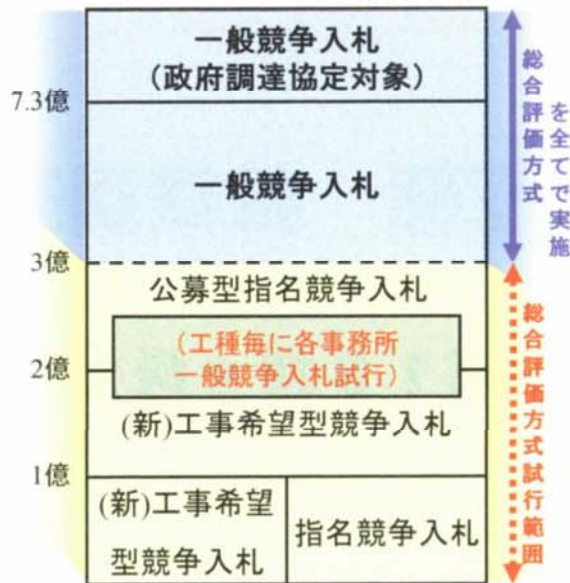 一般競争入札
(政府調達協定対象)
7.3億
一般競争入札
3億
公募型指名競争入札
(工種毎に各事務所
一般競争入札試行)
2億
(新)工事希望型競争入札
1億
(新)工事希望
型競争入札
指名競争入札
総合評価方式
を全てで実施
総合評価方式試行範囲